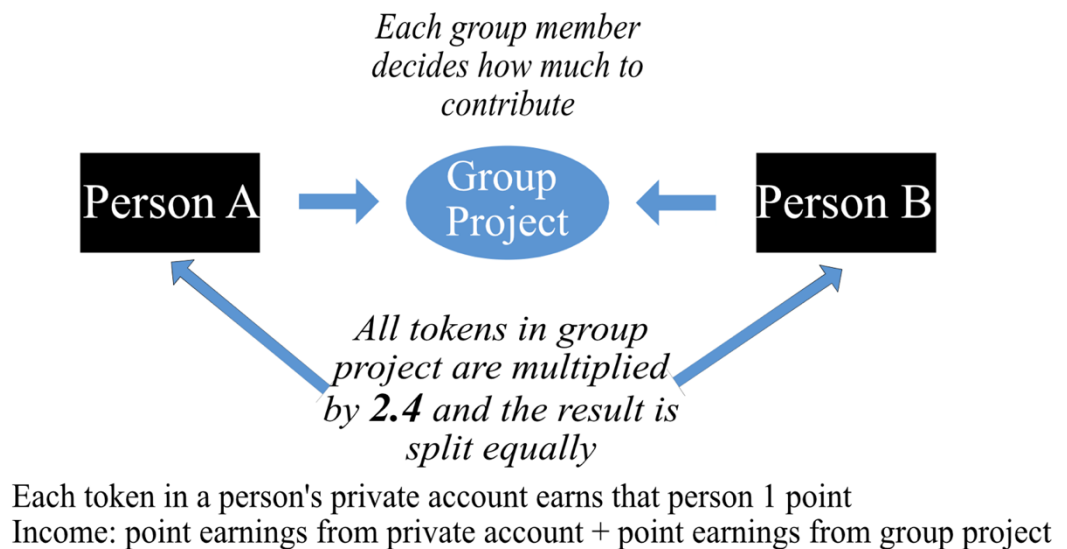 Each group member
decides how much to
contribute
Person A
Group
Project
Person B
All tokens in group
project are multiplied
by 2.4 and the result is
split equally
Each token in a person's private account earns that person 1 point
Income: point earnings from private account + point earnings from group project